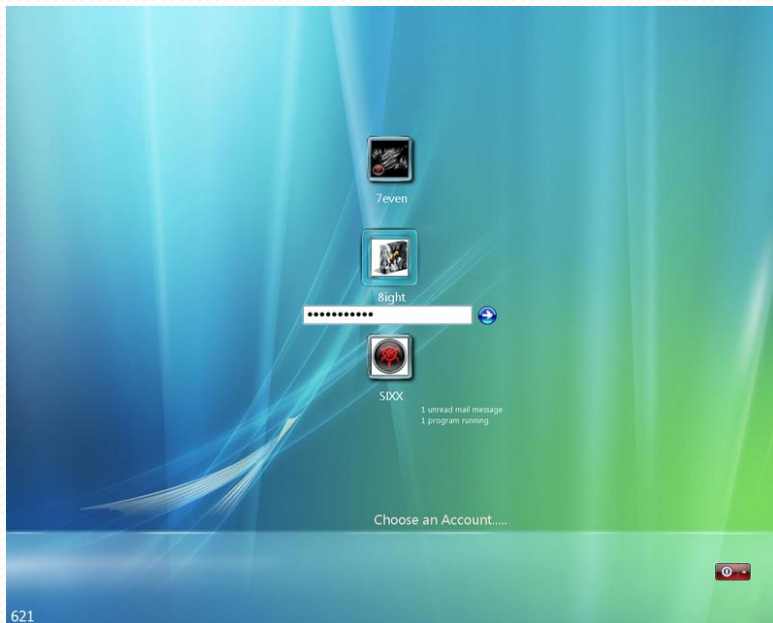 7even
8ight
•••••••••••
SIXX
1 unread mail message
1 program running
Choose an Account.....
621